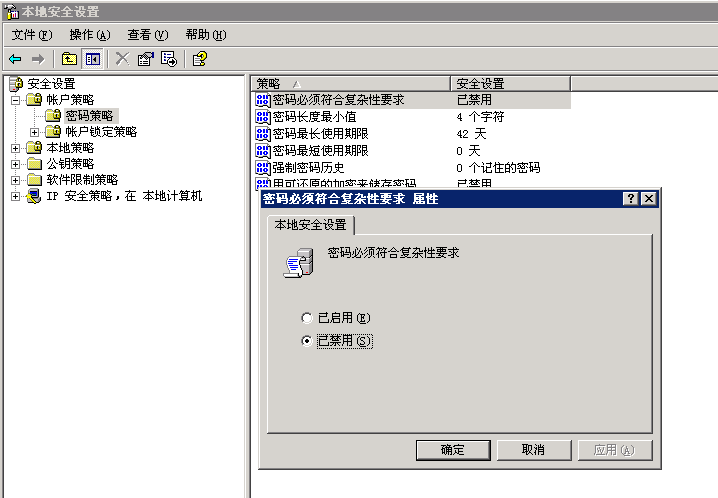 本地安全设置
文件(F) 操作(A) 查看(V) 帮助(H)
安全设置
帐户策略
密码策略
帐户锁定策略
本地策略
公钥策略
软件限制策略
IP 安全策略，在 本地计算机
策略 安全设置
密码必须符合复杂性要求 已禁用
密码长度最小值 4 个字符
密码最长使用期限 42 天
密码最短使用期限 0 天
强制密码历史 0 个记住的密码
用可还原的加密来储存密码 已禁用
密码必须符合复杂性要求 属性
本地安全设置
密码必须符合复杂性要求
已启用(E)
已禁用(S)
确定 取消 应用(A)